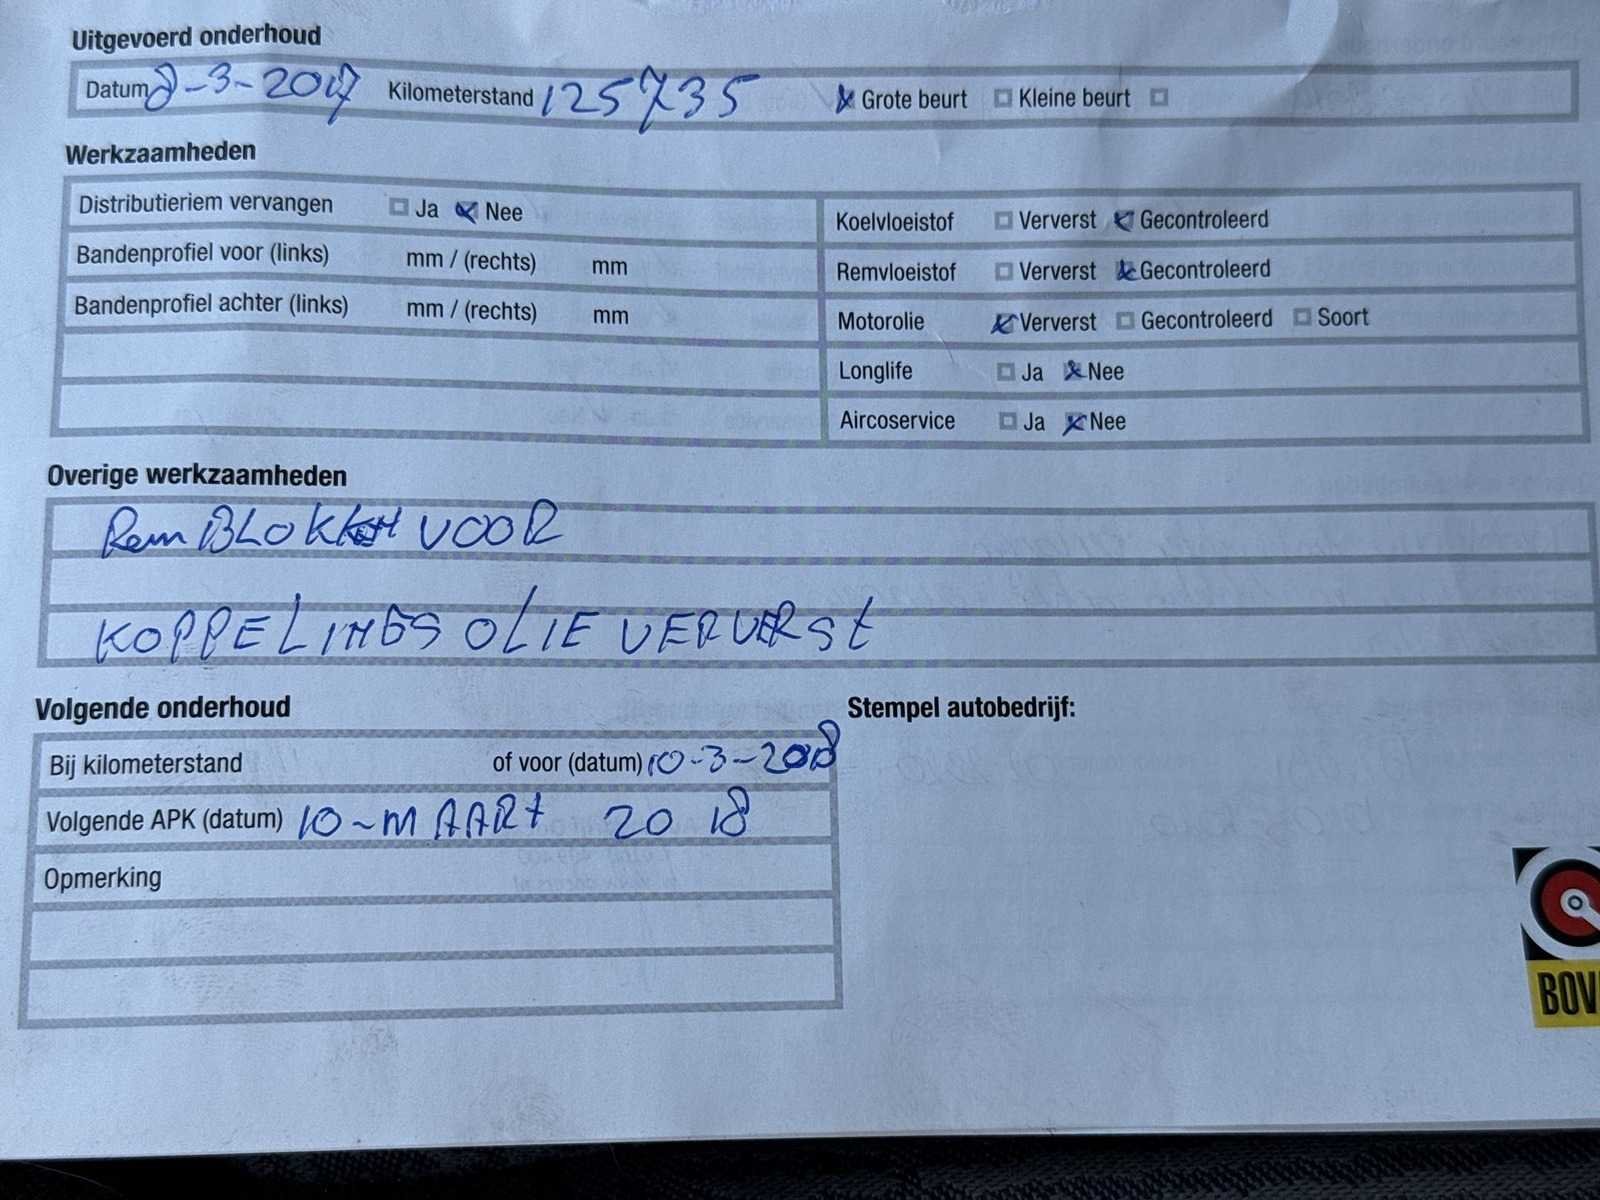 Uitgevoerd onderhoud
Datum 8-3-2017 Kilometerstand 125735 Grote beurt Kleine beurt
Werkzaamheden
Distributieriem vervangen Ja Nee
Koelvloeistof Ververst Gecontroleerd
Bandenprofiel voor (links) mm / (rechts) mm
Remvloeistof Ververst Gecontroleerd
Bandenprofiel achter (links) mm / (rechts) mm
Motorolie Ververst Gecontroleerd Soort
Longlife Ja Nee
Aircoservice Ja Nee
Overige werkzaamheden
Rem BLOKKEN VOOR
KOPPELINGS OLIE VERVERSt
Volgende onderhoud
Stempel autobedrijf:
Bij kilometerstand of voor (datum) 10-3-2018
Volgende APK (datum) 10-MAARt 2018
Opmerking
BOV